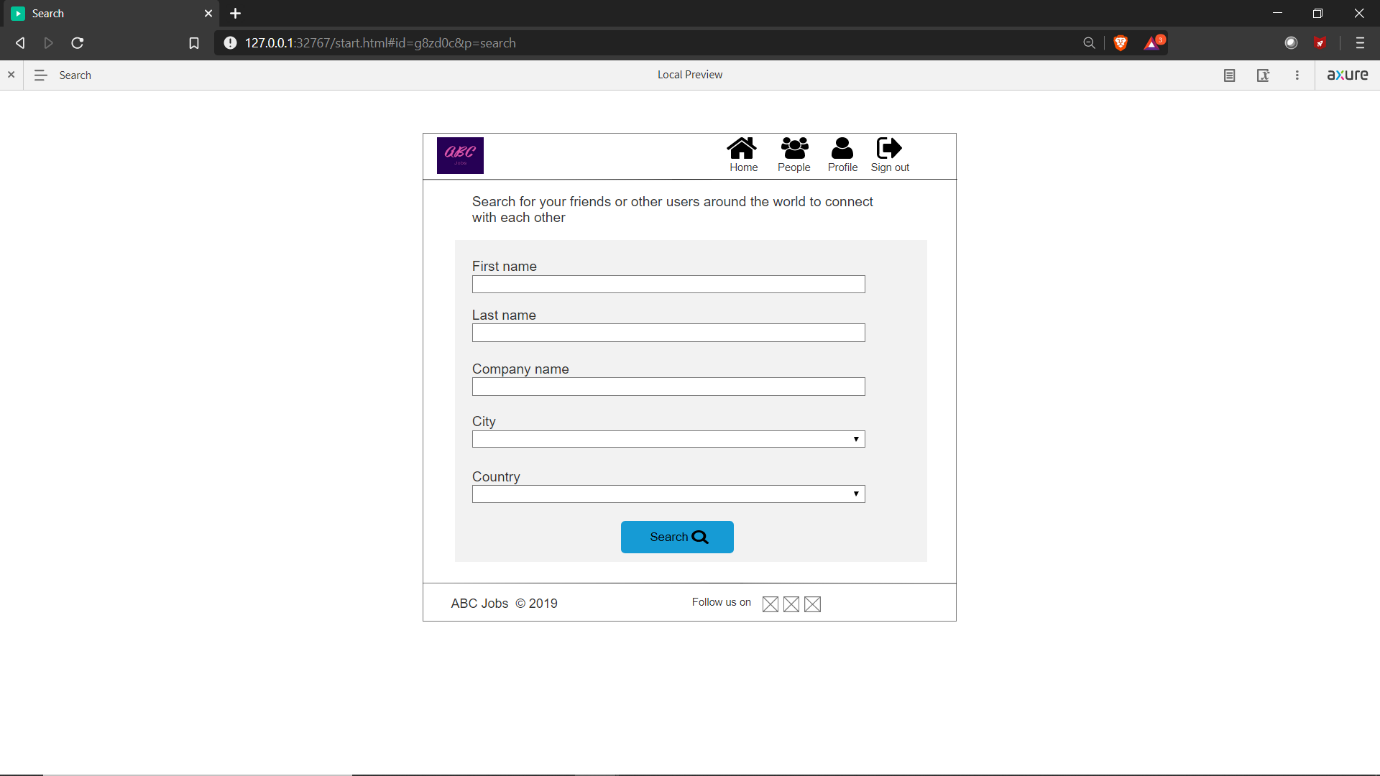 Search
127.0.0.1:32767/start.html#id=g8zd0c&p=search
3
Search
Local Preview
axure
ABC
Home
People
Profile
Sign out
Search for your friends or other users around the world to connect
with each other
First name
Last name
Company name
City
Country
Search
ABC Jobs © 2019
Follow us on